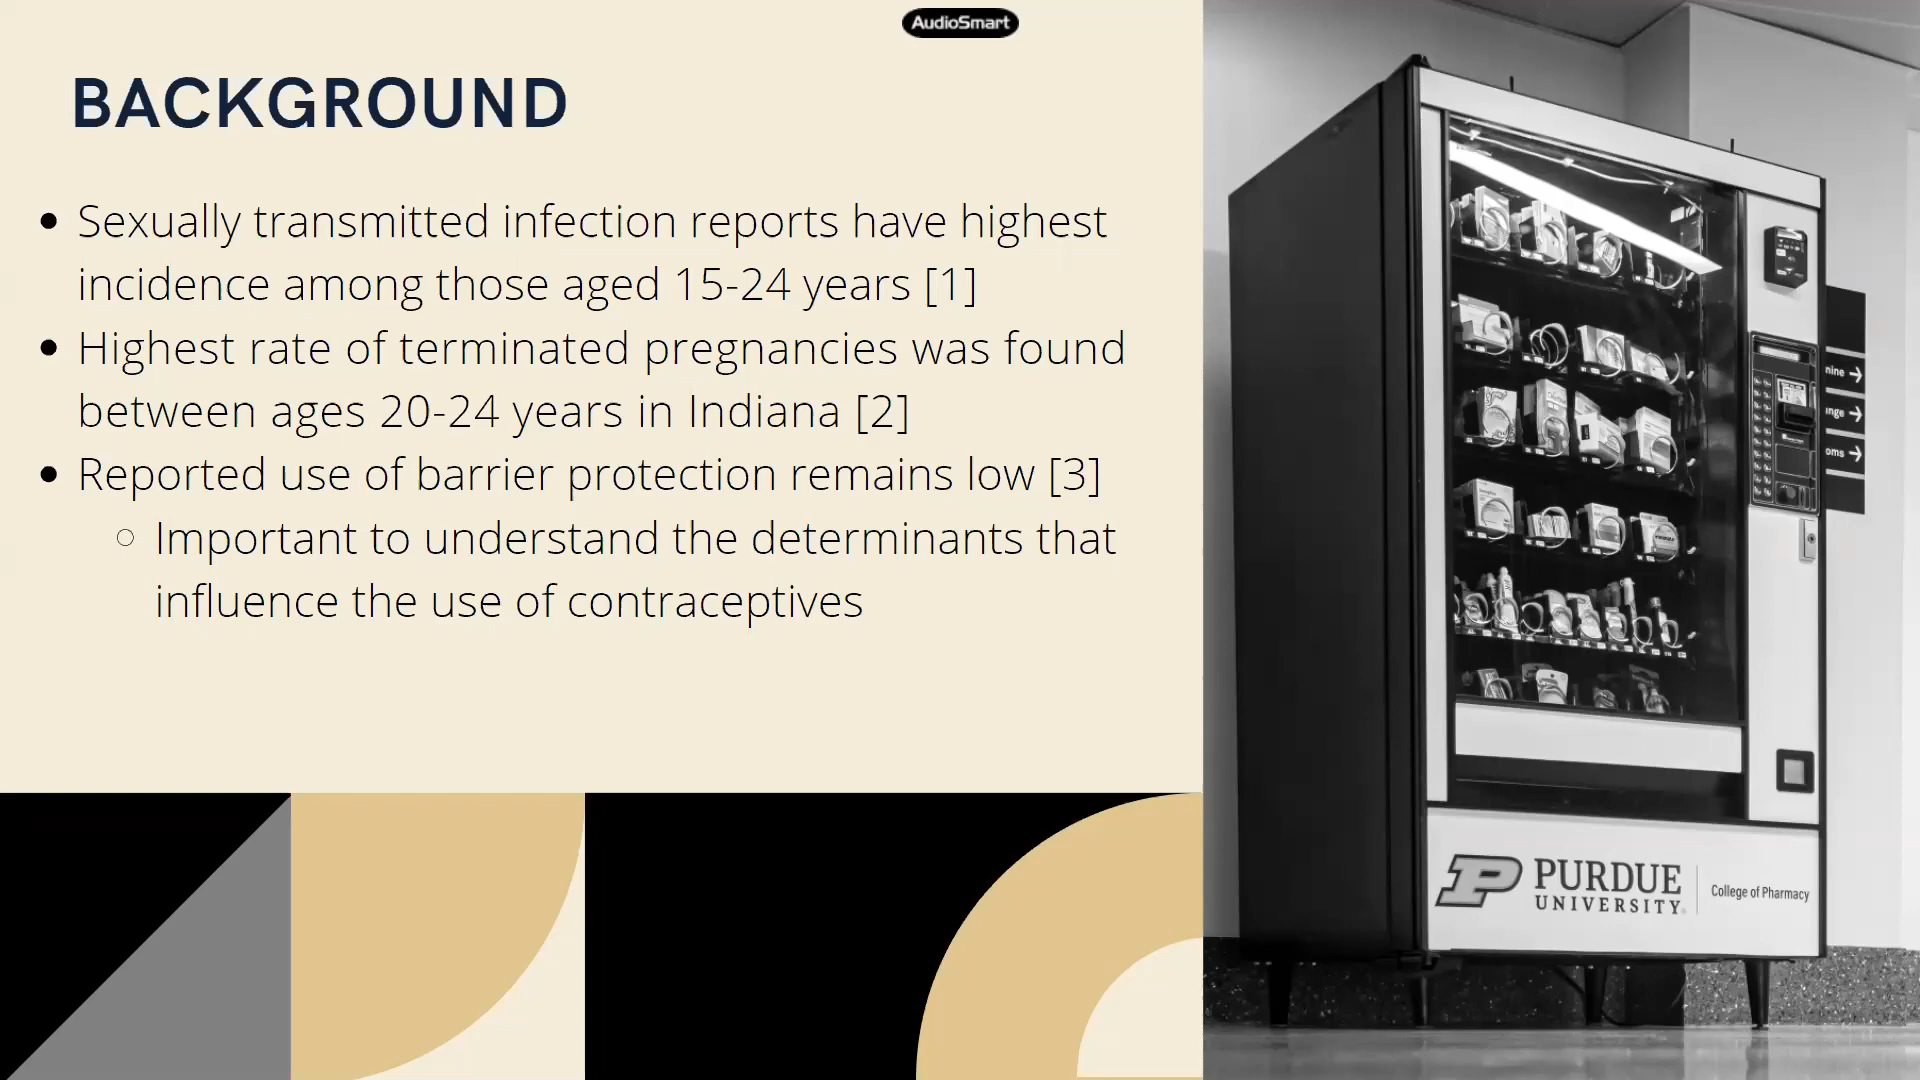 AudioSmart
BACKGROUND
• Sexually transmitted infection reports have highest
incidence among those aged 15-24 years [1]
• Highest rate of terminated pregnancies was found
between ages 20-24 years in Indiana [2]
• Reported use of barrier protection remains low [3]
○ Important to understand the determinants that
influence the use of contraceptives
PURDUE
UNIVERSITY
College of Pharmacy